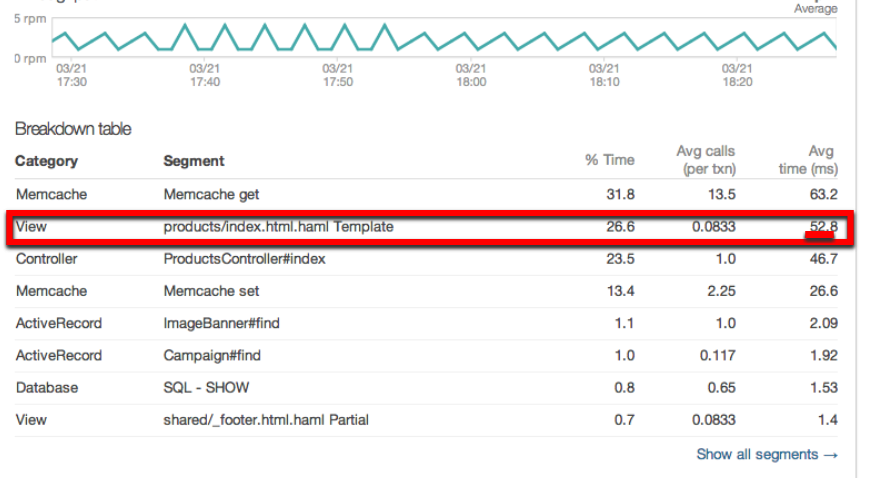 Average
5 rpm
0 rpm
03/21 03/21 03/21 03/21 03/21 03/21
17:30 17:40 17:50 18:00 18:10 18:20
Breakdown table
Category Segment % Time Avg calls (per txn) Avg time (ms)
Memcache Memcache get 31.8 13.5 63.2
View products/index.html.haml Template 26.6 0.0833 52.8
Controller ProductsController#index 23.5 1.0 46.7
Memcache Memcache set 13.4 2.25 26.6
ActiveRecord ImageBanner#find 1.1 1.0 2.09
ActiveRecord Campaign#find 1.0 0.117 1.92
Database SQL - SHOW 0.8 0.65 1.53
View shared/_footer.html.haml Partial 0.7 0.0833 1.4
Show all segments →